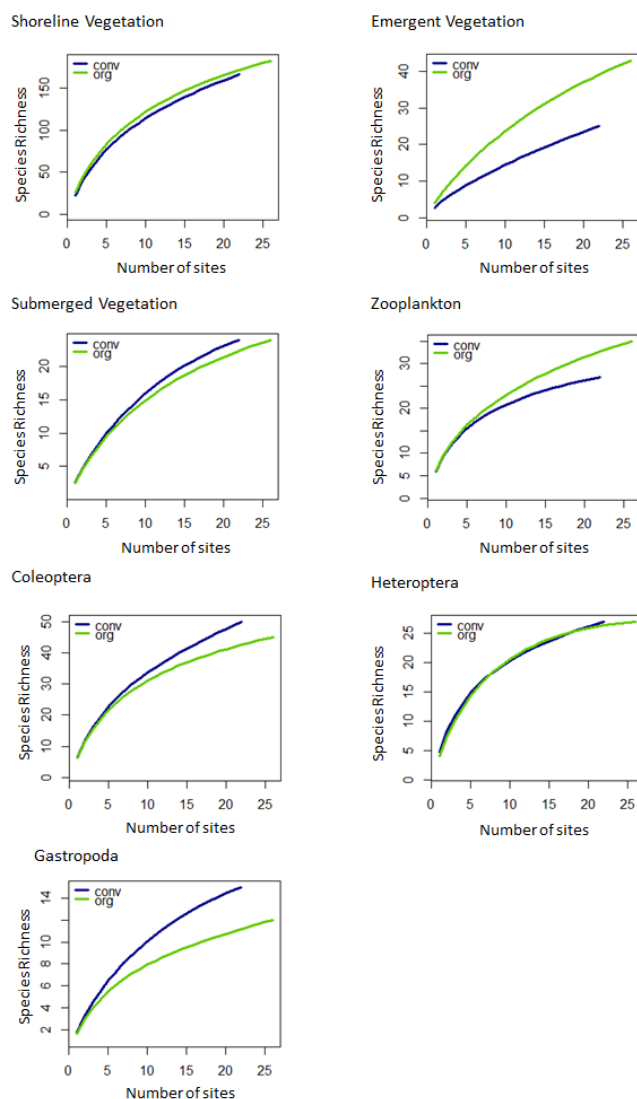 Shoreline Vegetation
conv
org
Species Richness
0 50 100 150
0 5 10 15 20 25
Number of sites
Emergent Vegetation
conv
org
Species Richness
0 10 20 30 40
0 5 10 15 20 25
Number of sites
Submerged Vegetation
conv
org
Species Richness
5 10 15 20
0 5 10 15 20 25
Number of sites
Zooplankton
conv
org
Species Richness
0 5 10 20 30
0 5 10 15 20 25
Number of sites
Coleoptera
conv
org
Species Richness
0 10 20 30 40 50
0 5 10 15 20 25
Number of sites
Heteroptera
conv
org
Species Richness
0 5 10 15 20 25
0 5 10 15 20 25
Number of sites
Gastropoda
conv
org
Species Richness
2 4 6 8 10 14
0 5 10 15 20 25
Number of sites